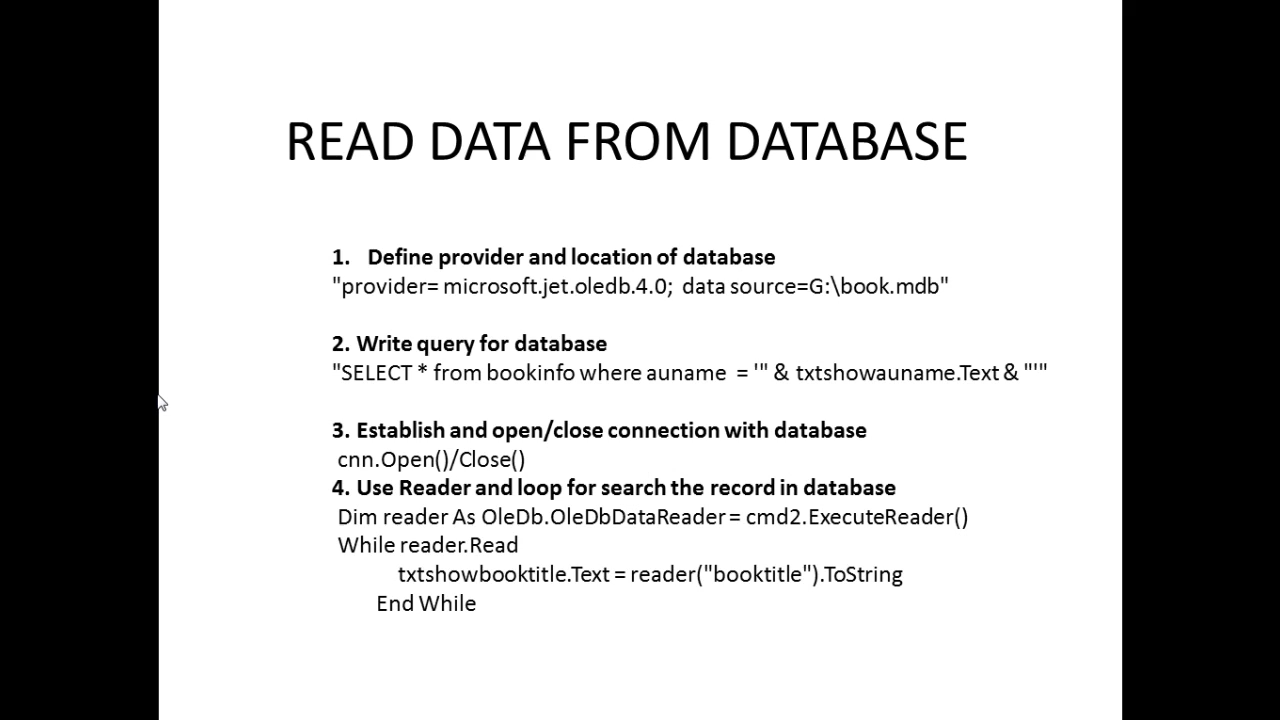 READ DATA FROM DATABASE
1. Define provider and location of database
"provider= microsoft.jet.oledb.4.0; data source=G:\book.mdb"
2. Write query for database
"SELECT * from bookinfo where auname = '" & txtshowauname.Text & "'"
3. Establish and open/close connection with database
cnn.Open()/Close()
4. Use Reader and loop for search the record in database
Dim reader As OleDb.OleDbDataReader = cmd2.ExecuteReader()
While reader.Read
txtshowbooktitle.Text = reader("booktitle").ToString
End While